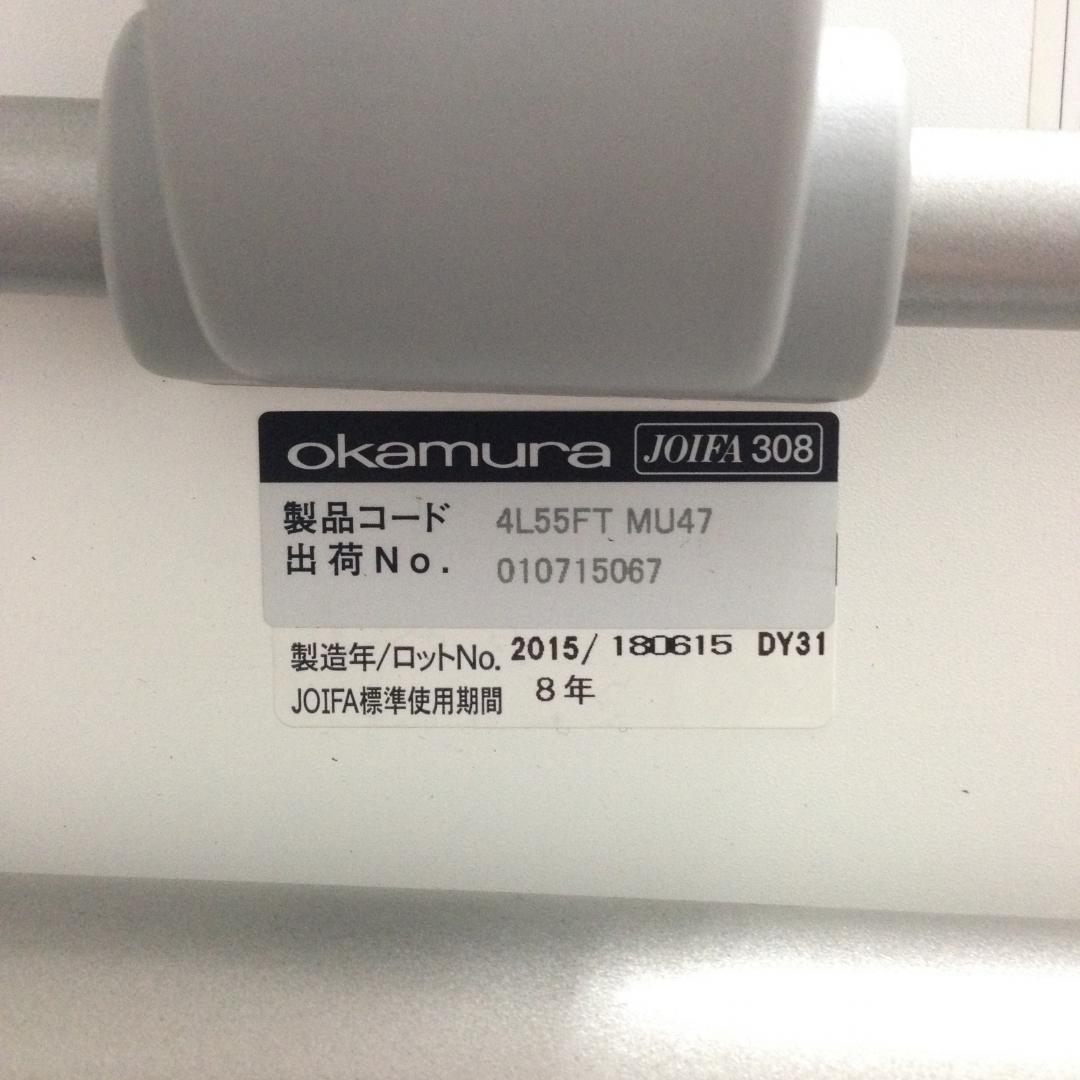 okamura JOIFA 308
製品コード 4L55FT MU47
出荷No. 010715067
製造年/ロットNo. 2015/ 180615 DY31
JOIFA標準使用期間 8年